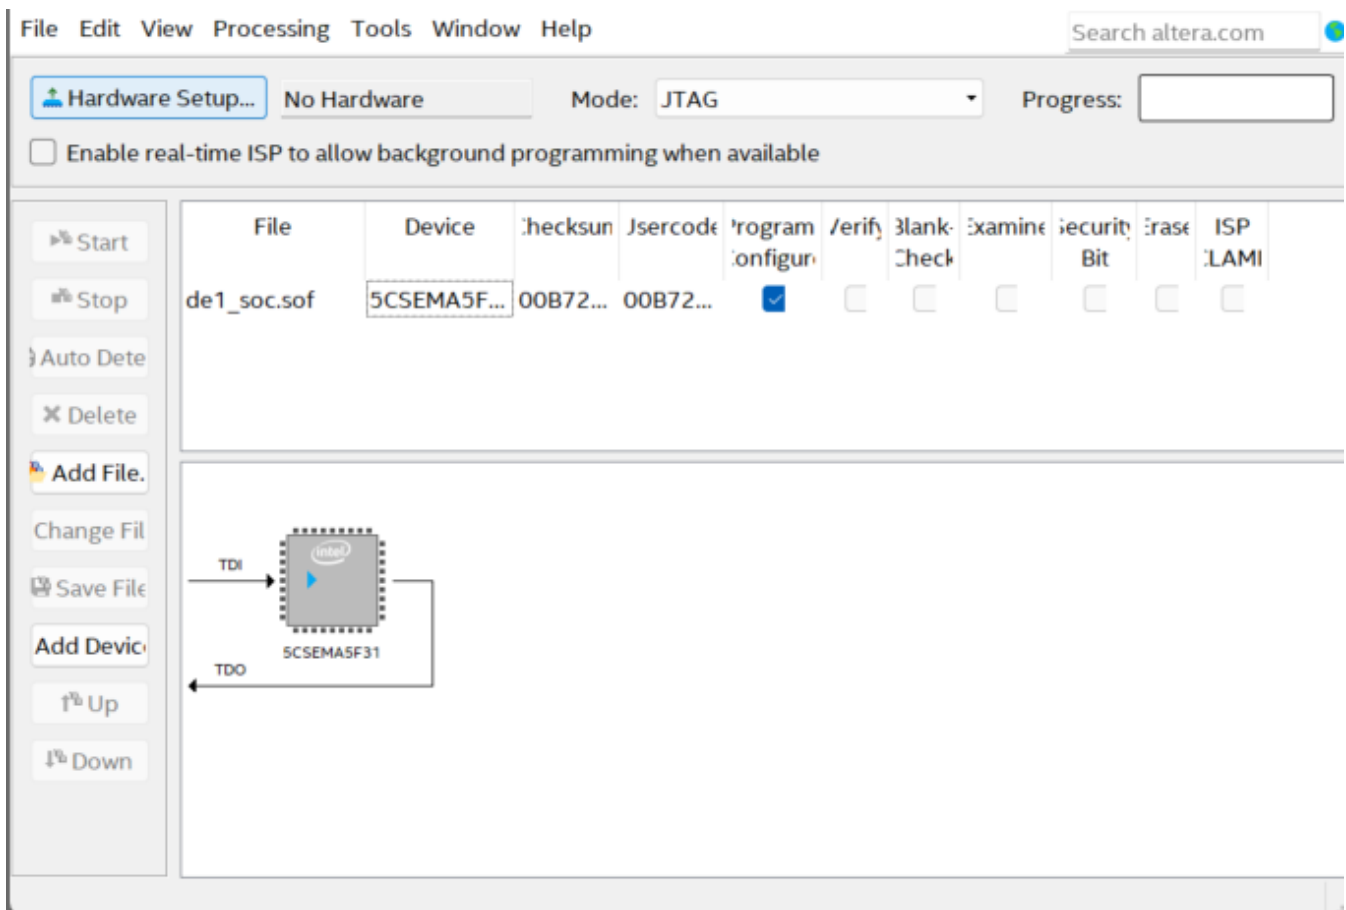 File Edit View Processing Tools Window Help Search altera.com
Hardware Setup... No Hardware Mode: JTAG Progress:
Enable real-time ISP to allow background programming when available
Start
Stop
Auto Dete
Delete
Add File.
Change Fil
Save File
Add Devic
Up
Down
File Device hecksun Jsercode rogram erify lank- xamine ecurity rase ISP
onfigure Check Bit LAMI
de1_soc.sof 5CSEMA5F... 00B72... 00B72...
intel
TDI
5CSEMA5F31
TDO